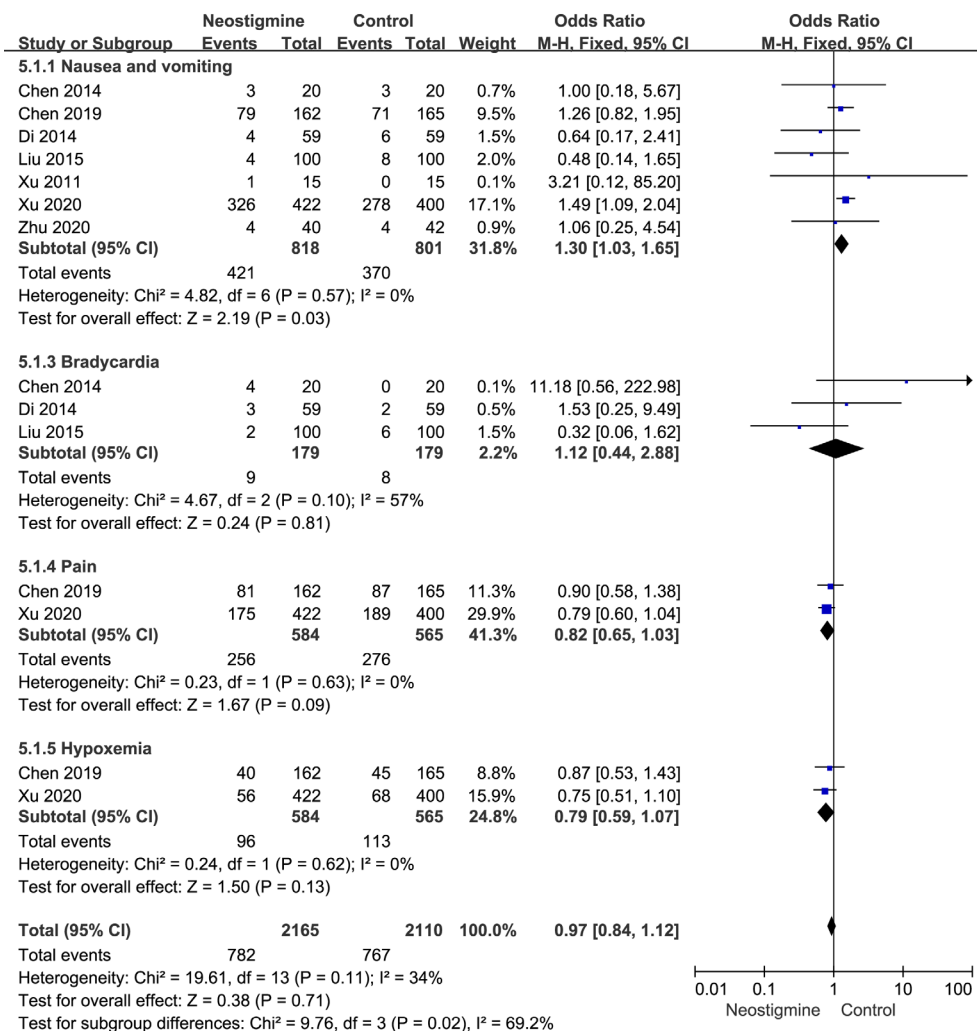 Neostigmine Control Odds Ratio Odds Ratio
Study or Subgroup Events Total Events Total Weight M-H, Fixed, 95% CI M-H, Fixed, 95% CI
5.1.1 Nausea and vomiting
Chen 2014 3 20 3 20 0.7% 1.00 [0.18, 5.67]
Chen 2019 79 162 71 165 9.5% 1.26 [0.82, 1.95]
Di 2014 4 59 6 59 1.5% 0.64 [0.17, 2.41]
Liu 2015 4 100 8 100 2.0% 0.48 [0.14, 1.65]
Xu 2011 1 15 0 15 0.1% 3.21 [0.12, 85.20]
Xu 2020 326 422 278 400 17.1% 1.49 [1.09, 2.04]
Zhu 2020 4 40 4 42 0.9% 1.06 [0.25, 4.54]
Subtotal (95% CI) 818 801 31.8% 1.30 [1.03, 1.65]
Total events 421 370
Heterogeneity: Chi² = 4.82, df = 6 (P = 0.57); I² = 0%
Test for overall effect: Z = 2.19 (P = 0.03)
5.1.3 Bradycardia
Chen 2014 4 20 0 20 0.1% 11.18 [0.56, 222.98]
Di 2014 3 59 2 59 0.5% 1.53 [0.25, 9.49]
Liu 2015 2 100 6 100 1.5% 0.32 [0.06, 1.62]
Subtotal (95% CI) 179 179 2.2% 1.12 [0.44, 2.88]
Total events 9 8
Heterogeneity: Chi² = 4.67, df = 2 (P = 0.10); I² = 57%
Test for overall effect: Z = 0.24 (P = 0.81)
5.1.4 Pain
Chen 2019 81 162 87 165 11.3% 0.90 [0.58, 1.38]
Xu 2020 175 422 189 400 29.9% 0.79 [0.60, 1.04]
Subtotal (95% CI) 584 565 41.3% 0.82 [0.65, 1.03]
Total events 256 276
Heterogeneity: Chi² = 0.23, df = 1 (P = 0.63); I² = 0%
Test for overall effect: Z = 1.67 (P = 0.09)
5.1.5 Hypoxemia
Chen 2019 40 162 45 165 8.8% 0.87 [0.53, 1.43]
Xu 2020 56 422 68 400 15.9% 0.75 [0.51, 1.10]
Subtotal (95% CI) 584 565 24.8% 0.79 [0.59, 1.07]
Total events 96 113
Heterogeneity: Chi² = 0.24, df = 1 (P = 0.62); I² = 0%
Test for overall effect: Z = 1.50 (P = 0.13)
Total (95% CI) 2165 2110 100.0% 0.97 [0.84, 1.12]
Total events 782 767
Heterogeneity: Chi² = 19.61, df = 13 (P = 0.11); I² = 34%
Test for overall effect: Z = 0.38 (P = 0.71)
Test for subgroup differences: Chi² = 9.76, df = 3 (P = 0.02), I² = 69.2%
0.01 0.1 1 10 100
Neostigmine Control